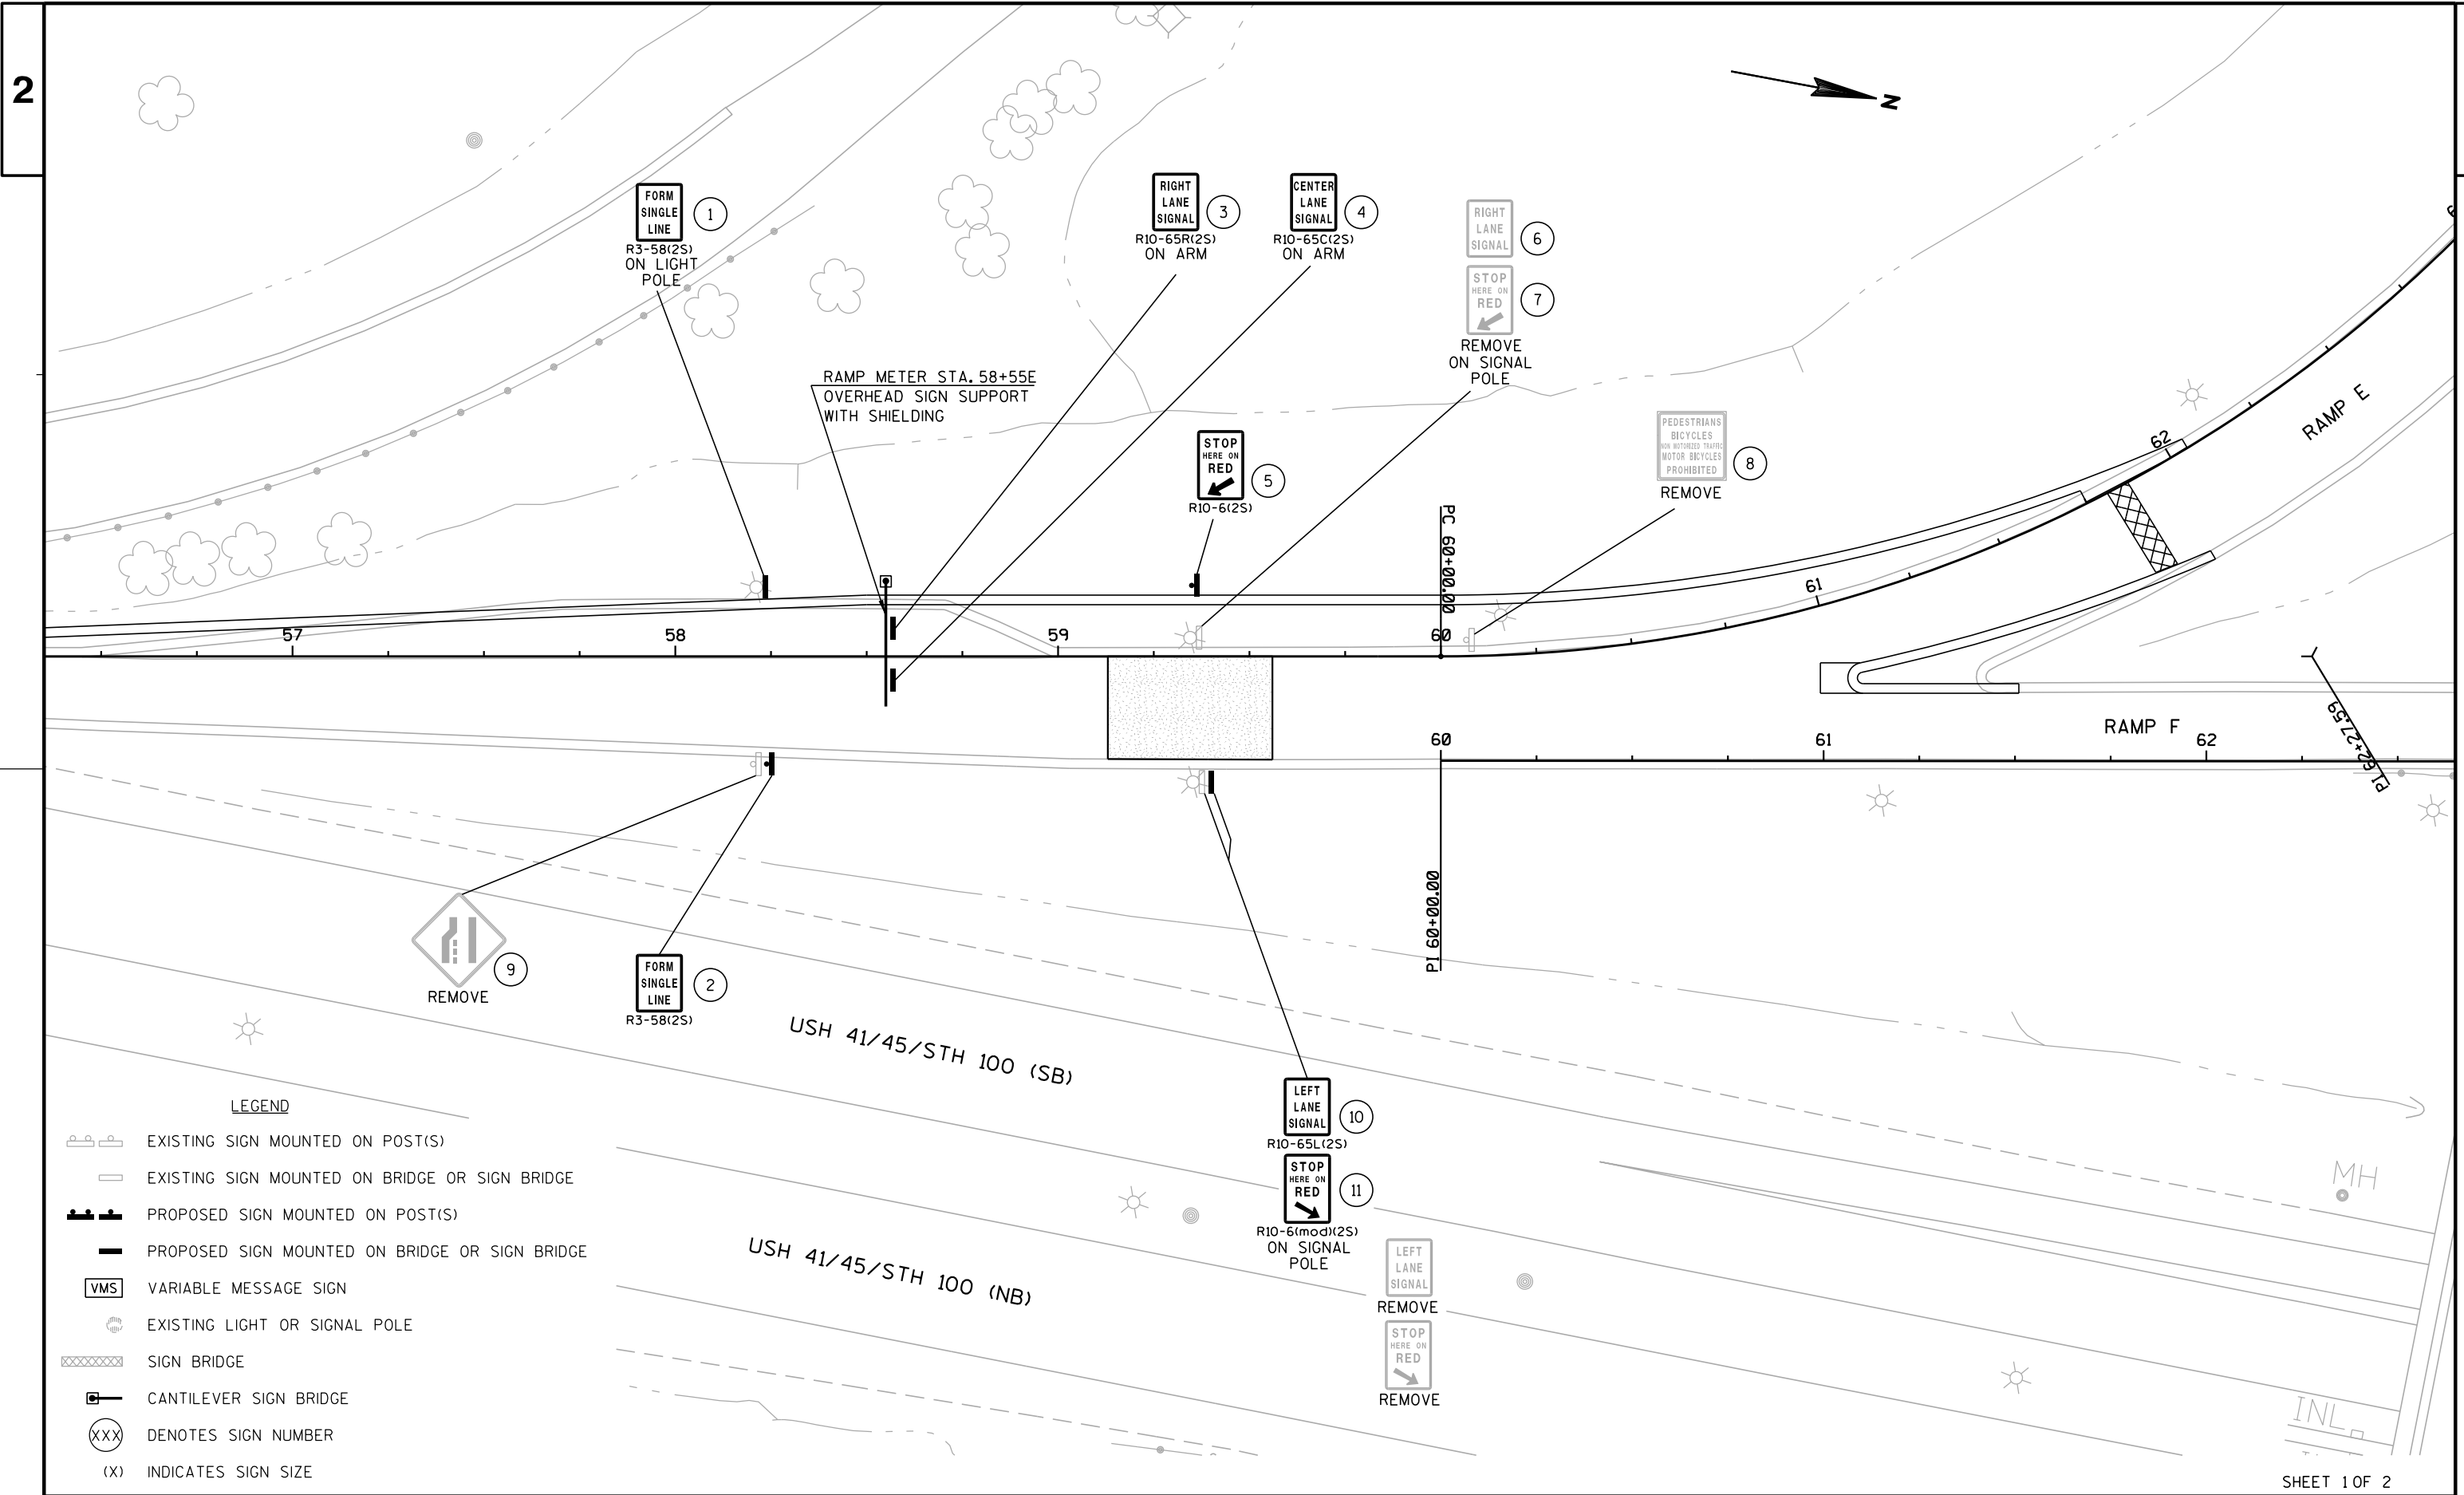 2
N
FORM
SINGLE
LINE
1
R3-58(2S)
ON LIGHT
POLE
RIGHT
LANE
SIGNAL
3
R10-65R(2S)
ON ARM
CENTER
LANE
SIGNAL
4
R10-65C(2S)
ON ARM
RIGHT
LANE
SIGNAL
6
STOP
HERE ON
RED
7
REMOVE
ON SIGNAL
POLE
RAMP METER STA. 58+55E
OVERHEAD SIGN SUPPORT
WITH SHIELDING
STOP
HERE ON
RED
5
R10-6(2S)
PEDESTRIANS
BICYCLES
NON MOTORIZED TRAFFIC
MOTOR BICYCLES
PROHIBITED
8
REMOVE
RAMP E
62
61
PC 60+00.00
57
58
59
60
RAMP F
60
61
62
PI 62+27.59
PI 60+00.00
9
REMOVE
FORM
SINGLE
LINE
2
R3-58(2S)
USH 41/45/STH 100 (SB)
USH 41/45/STH 100 (NB)
LEFT
LANE
SIGNAL
10
R10-65L(2S)
STOP
HERE ON
RED
11
R10-6(mod)(2S)
ON SIGNAL
POLE
LEFT
LANE
SIGNAL
REMOVE
STOP
HERE ON
RED
REMOVE
MH
INL
LEGEND
EXISTING SIGN MOUNTED ON POST(S)
EXISTING SIGN MOUNTED ON BRIDGE OR SIGN BRIDGE
PROPOSED SIGN MOUNTED ON POST(S)
PROPOSED SIGN MOUNTED ON BRIDGE OR SIGN BRIDGE
VMS VARIABLE MESSAGE SIGN
EXISTING LIGHT OR SIGNAL POLE
SIGN BRIDGE
CANTILEVER SIGN BRIDGE
XXX DENOTES SIGN NUMBER
(X) INDICATES SIGN SIZE
SHEET 1 OF 2